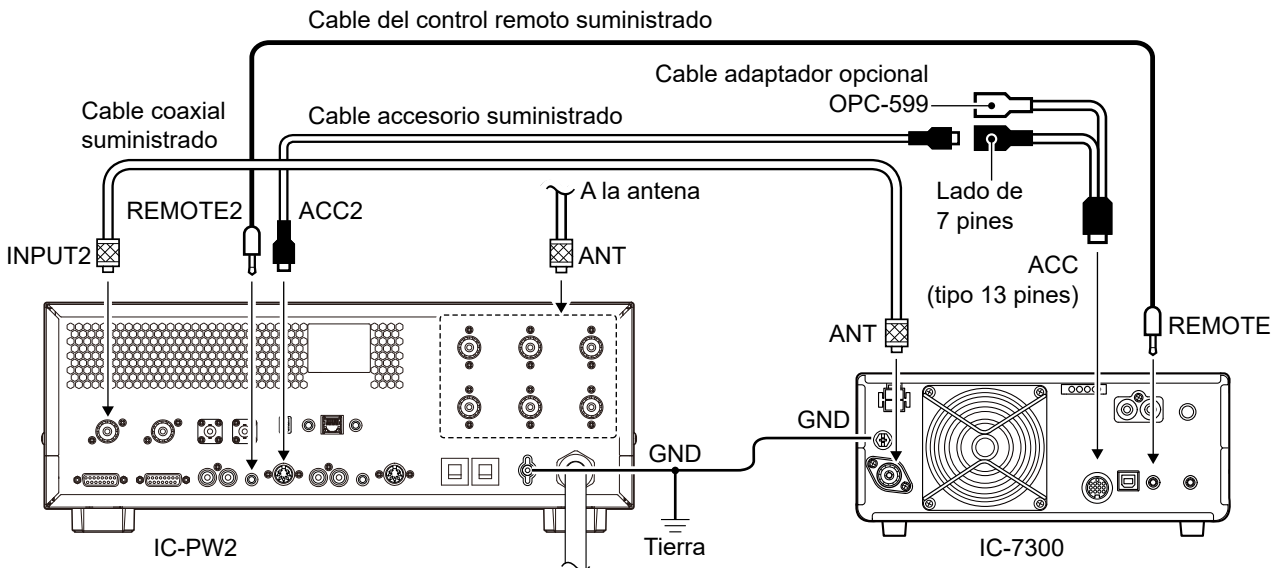 Cable del control remoto suministrado
Cable adaptador opcional
OPC-599
Cable coaxial
suministrado
Cable accesorio suministrado
A la antena
Lado de
7 pines
REMOTE2
ACC2
INPUT2
ANT
ACC
(tipo 13 pines)
ANT
REMOTE
GND
GND
Tierra
IC-PW2
IC-7300